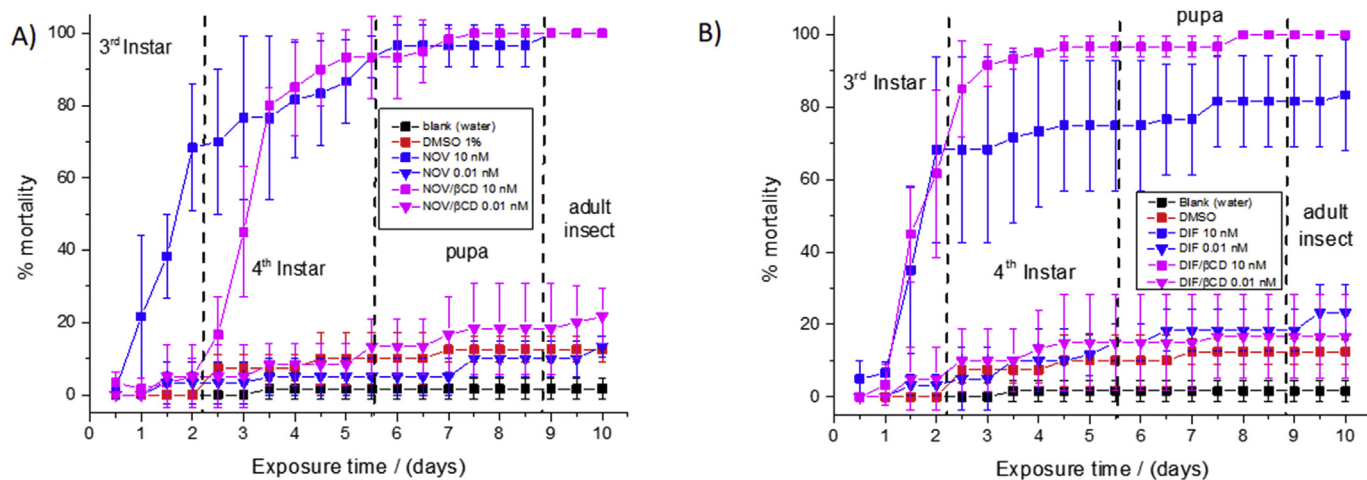 A)
% mortality
100
80
60
40
20
0
3rd Instar
4th Instar
pupa
adult
insect
blank (water)
DMSO 1%
NOV 10 nM
NOV 0.01 nM
NOV/βCD 10 nM
NOV/βCD 0.01 nM
0 1 2 3 4 5 6 7 8 9 10
Exposure time / (days)
B)
% mortality
100
80
60
40
20
0
pupa
3rd Instar
4th Instar
adult
insect
Blank (water)
DMSO
DIF 10 nM
DIF 0.01 nM
DIF/βCD 10 nM
DIF/βCD 0.01 nM
0 1 2 3 4 5 6 7 8 9 10
Exposure time / (days)